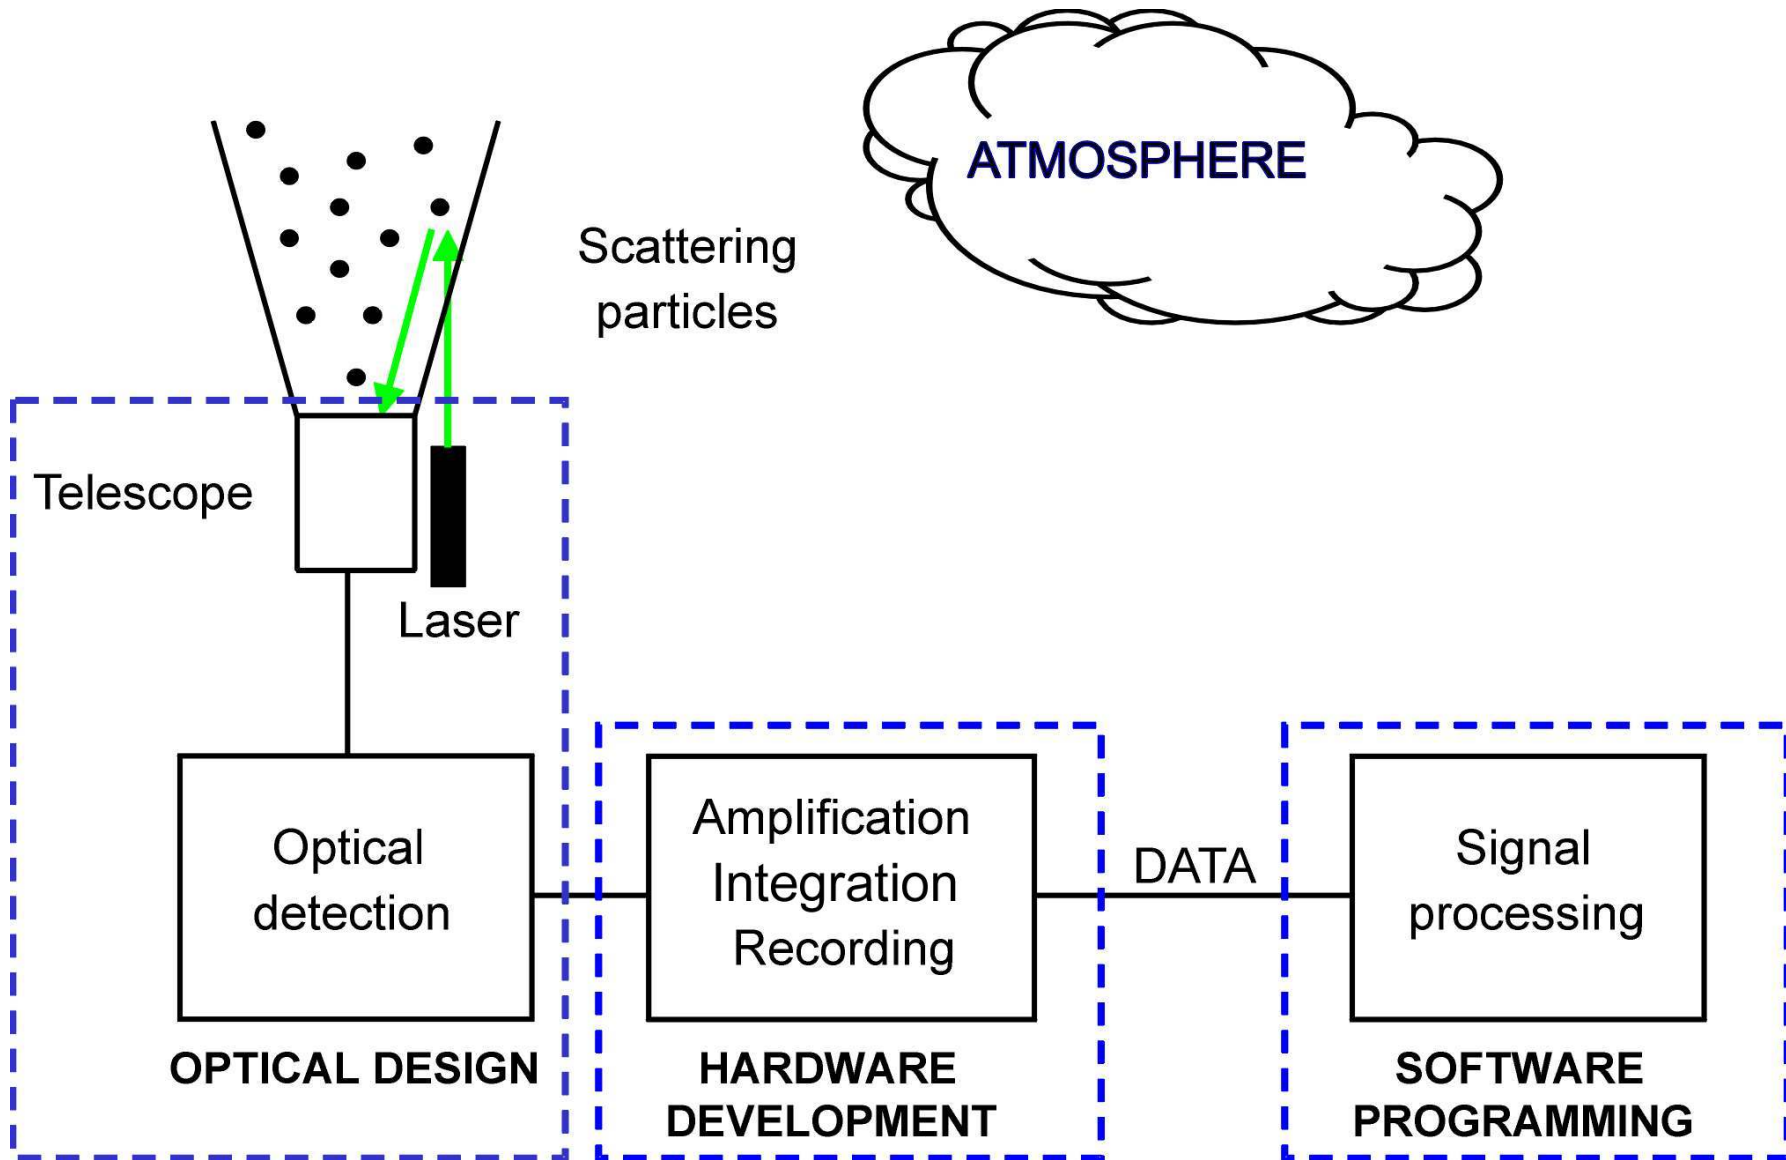 ATMOSPHERE
Scattering
particles
Telescope
Laser
Optical
detection
Amplification
Integration
Recording
DATA
Signal
processing
OPTICAL DESIGN
HARDWARE
DEVELOPMENT
SOFTWARE
PROGRAMMING